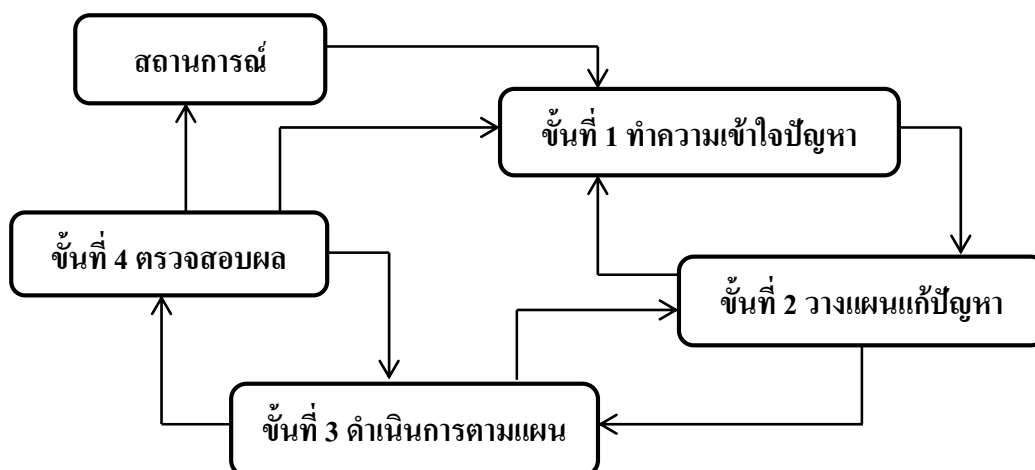 สถานการณ์
ขั้นที่ 1 ทำความเข้าใจปัญหา
ขั้นที่ 4 ตรวจสอบผล
ขั้นที่ 2 วางแผนแก้ปัญหา
ขั้นที่ 3 ดำเนินการตามแผน